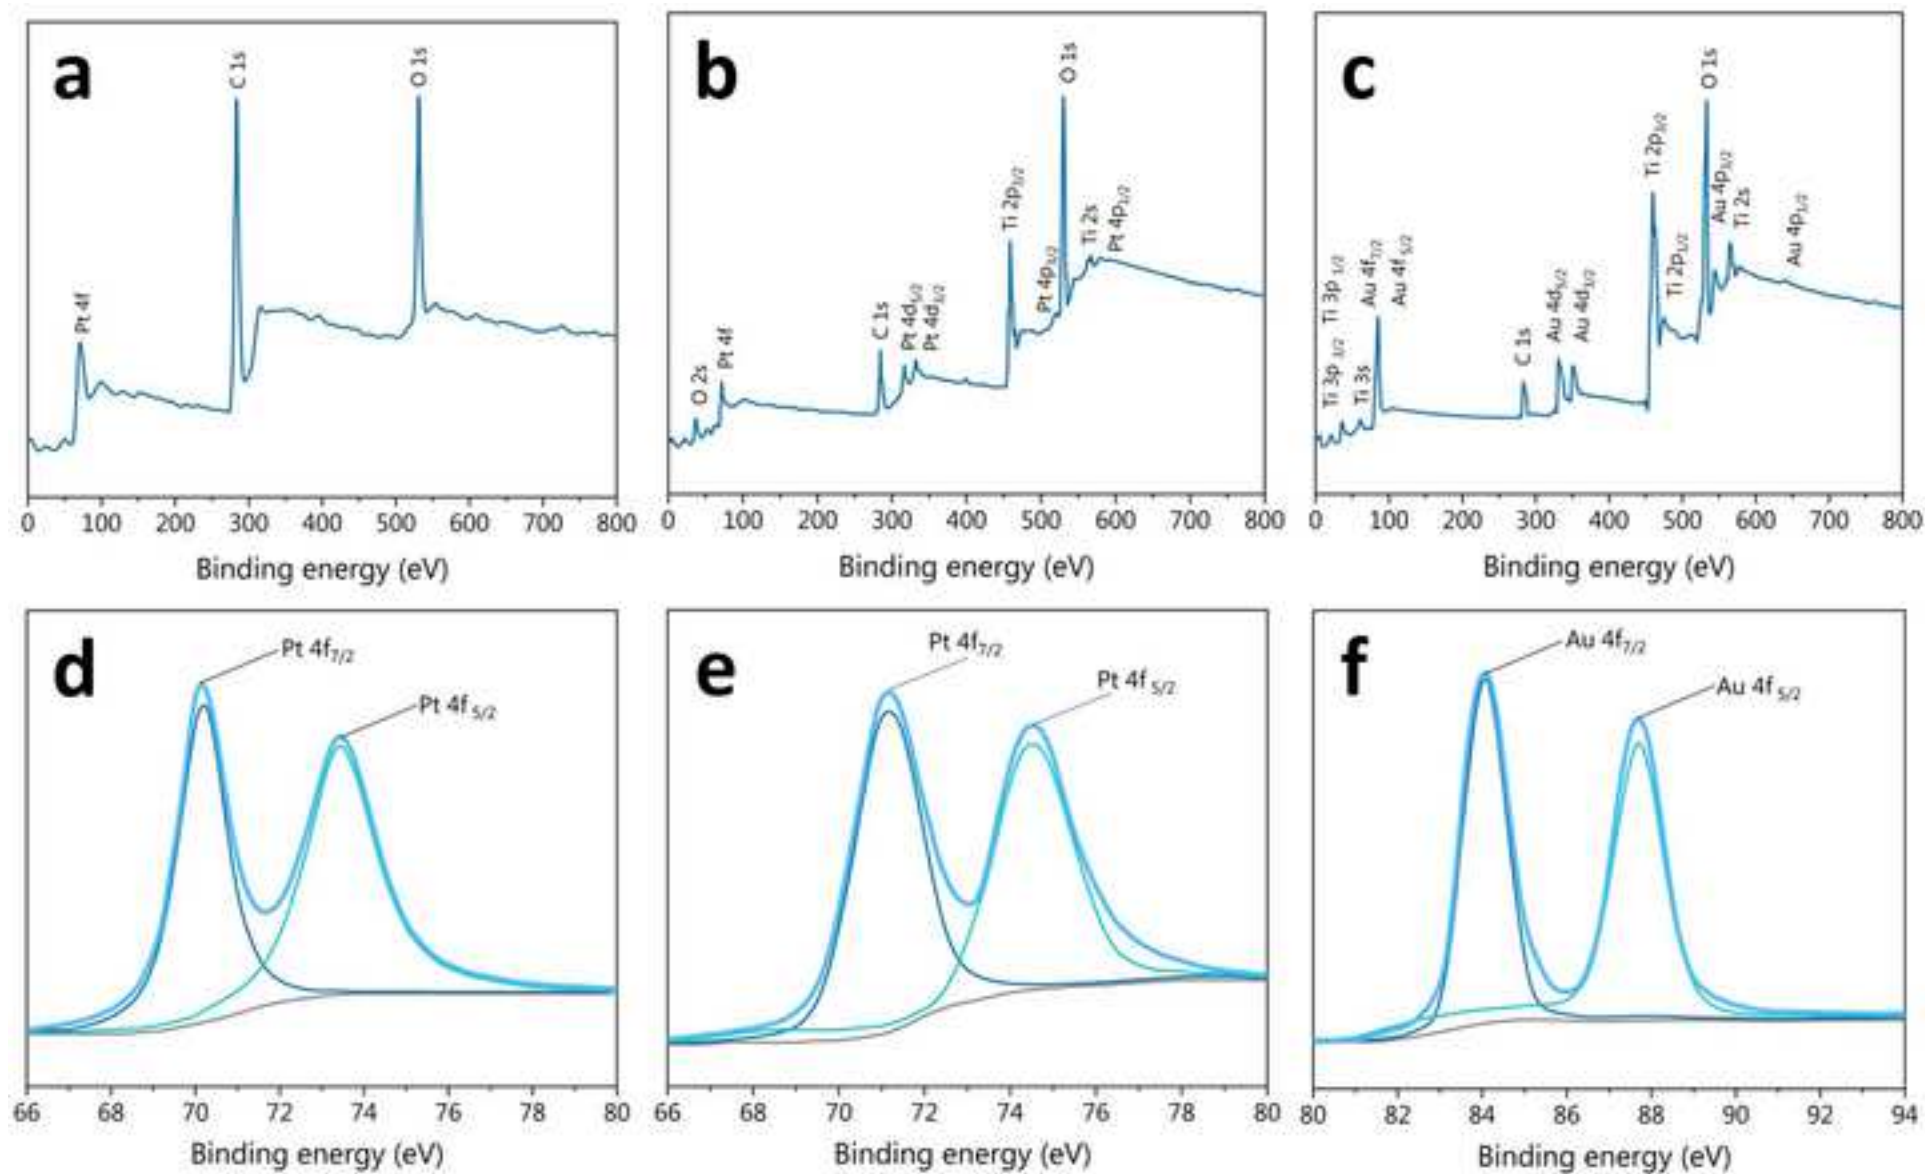 a
Pt 4f
C 1s
O 1s
0 100 200 300 400 500 600 700 800
Binding energy (eV)
b
O 2s
Pt 4f
C 1s
Pt 4d5/2
Pt 4d3/2
Ti 2p3/2
Pt 4p3/2
O 1s
Ti 2s
Pt 4p1/2
0 100 200 300 400 500 600 700 800
Binding energy (eV)
c
Ti 3p 3/2
Ti 3p 1/2
Ti 3s
Au 4f7/2
Au 4f 5/2
C 1s
Au 4d5/2
Au 4d3/2
Ti 2p3/2
Ti 2p1/2
O 1s
Au 4p3/2
Ti 2s
Au 4p1/2
0 100 200 300 400 500 600 700 800
Binding energy (eV)
d
Pt 4f7/2
Pt 4f 5/2
66 68 70 72 74 76 78 80
Binding energy (eV)
e
Pt 4f7/2
Pt 4f 5/2
66 68 70 72 74 76 78 80
Binding energy (eV)
f
Au 4f7/2
Au 4f 5/2
80 82 84 86 88 90 92 94
Binding energy (eV)